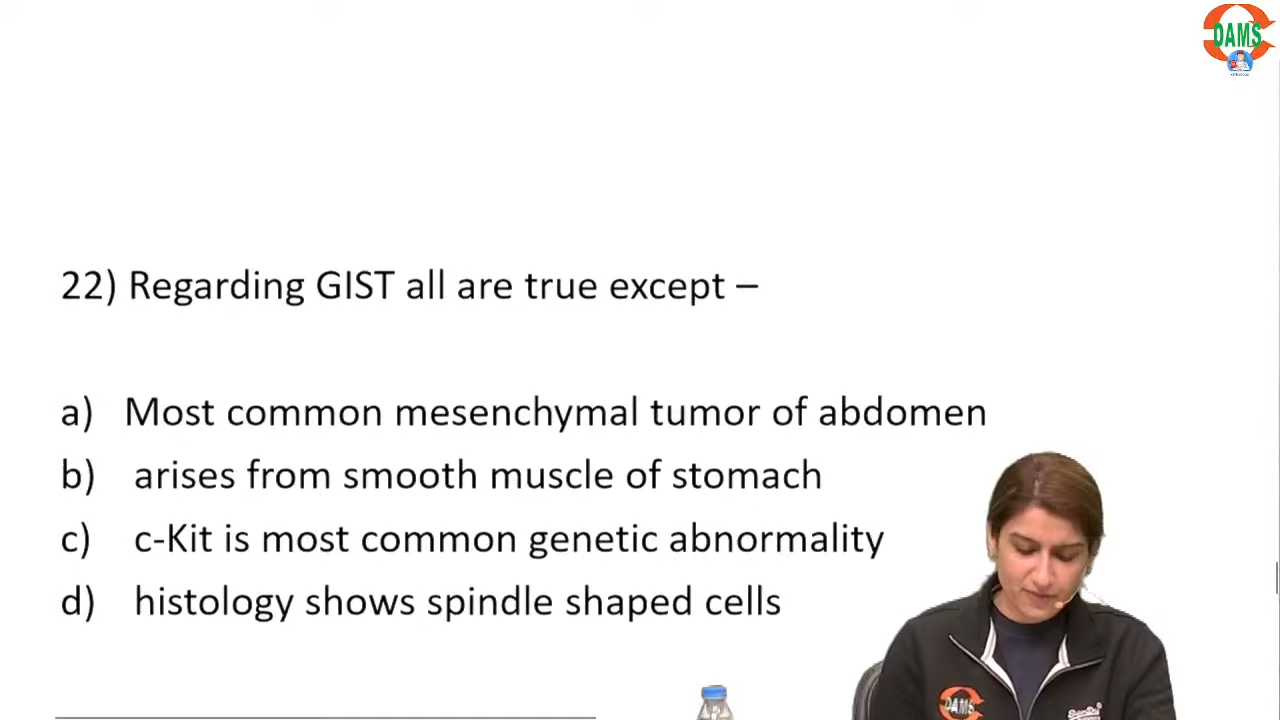 DAMS
22) Regarding GIST all are true except –
a) Most common mesenchymal tumor of abdomen
b) arises from smooth muscle of stomach
c) c-Kit is most common genetic abnormality
d) histology shows spindle shaped cells
DAMS